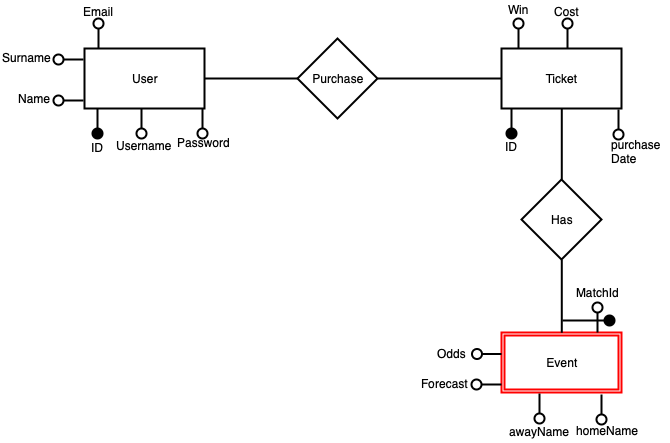 Email
Win
Cost
Surname
User
Purchase
Ticket
Name
ID
Username
Password
ID
purchase
Date
Has
MatchId
Odds
Event
Forecast
awayName
homeName